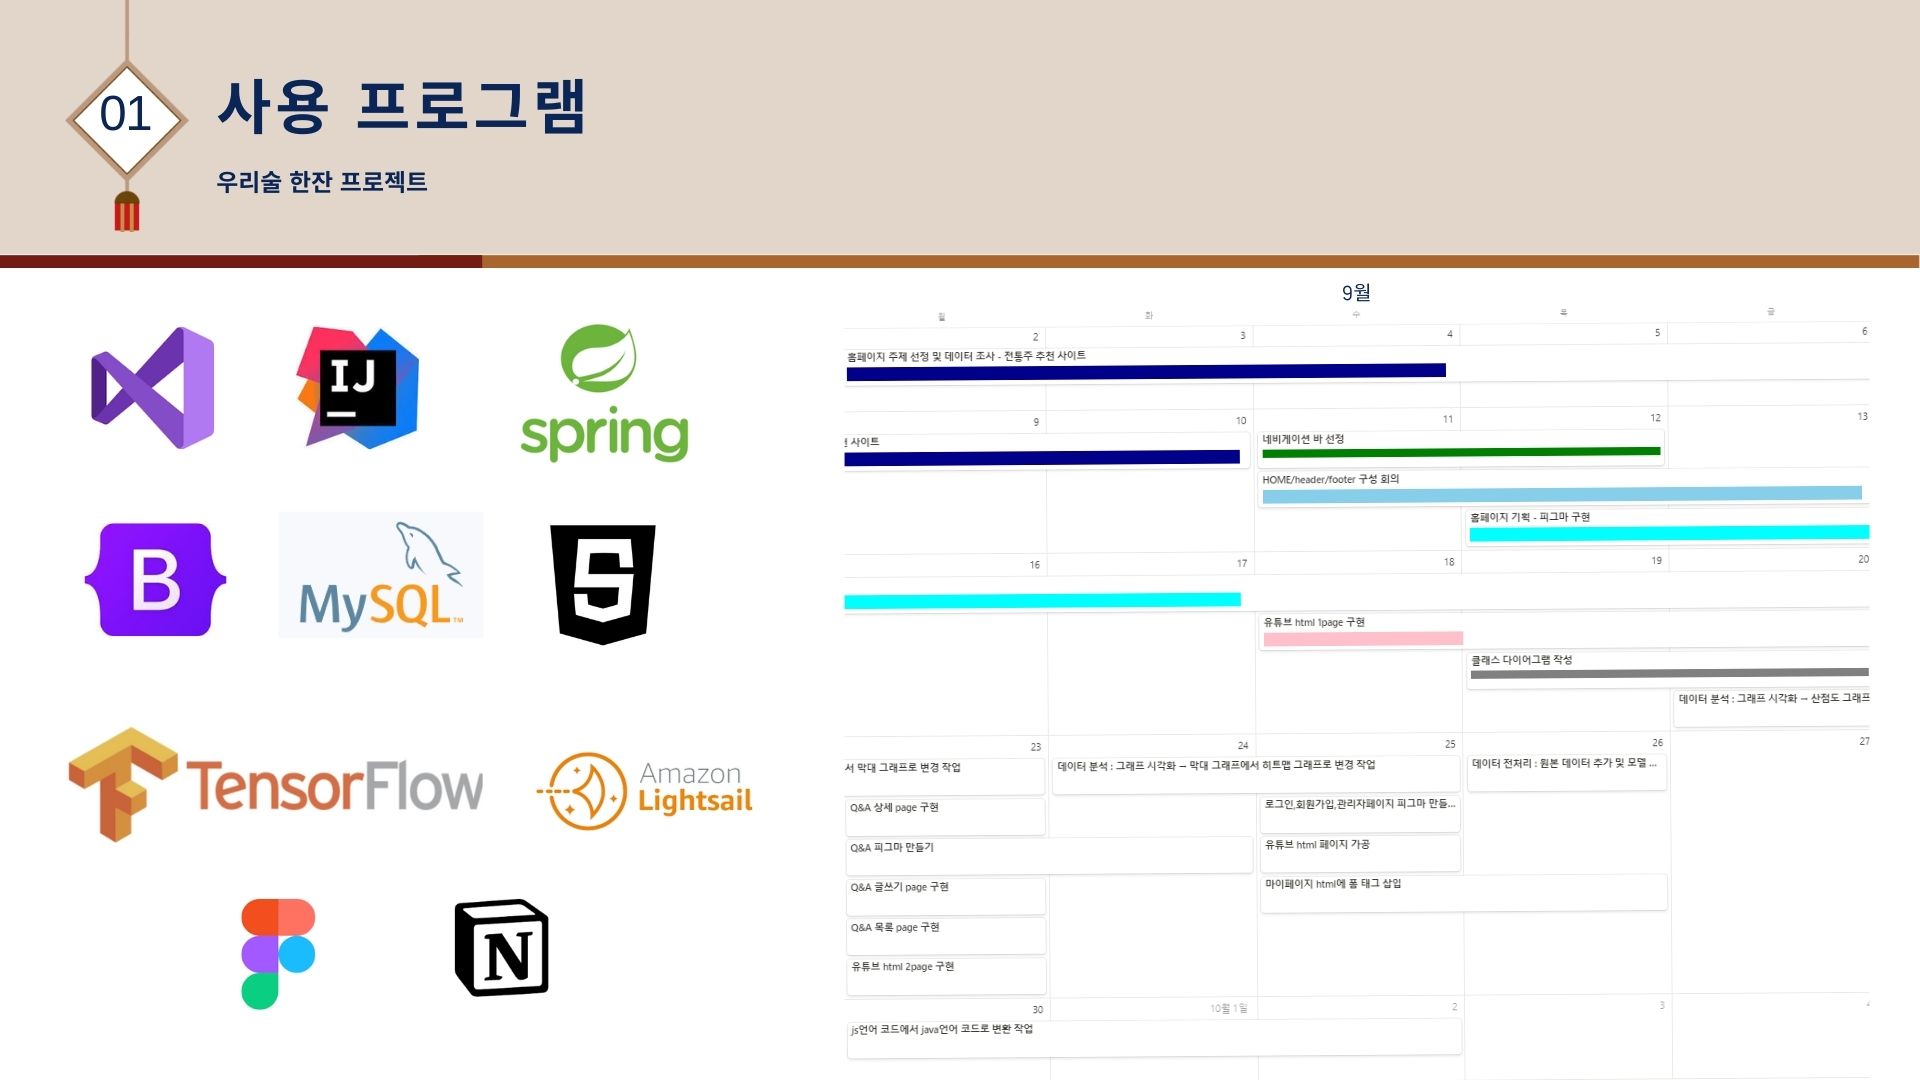 01
사용 프로그램
우리술 한잔 프로젝트
IJ
spring
B
MySQL™
5
TensorFlow
Amazon
Lightsail
N
9월
월 화 수 목 금
2 3 4 5 6
홈페이지 주제 선정 및 데이터 조사 - 전통주 추천 사이트
9 10 11 12 13
사이트
네비게이션 바 선정
HOME/header/footer 구성 회의
홈페이지 기획 - 피그마 구현
16 17 18 19 20
유튜브 html 1page 구현
클래스 다이어그램 작성
데이터 분석 : 그래프 시각화 → 산점도 그래프
23 24 25 26 27
서 막대 그래프로 변경 작업
데이터 분석 : 그래프 시각화 → 막대 그래프에서 히트맵 그래프로 변경 작업
데이터 전처리 : 원본 데이터 추가 및 모델 ...
Q&A 상세 page 구현
로그인,회원가입,관리자페이지 피그마 만들...
Q&A 피그마 만들기
유튜브 html 페이지 가공
Q&A 글쓰기 page 구현
마이페이지 html에 폼 태그 삽입
Q&A 목록 page 구현
유튜브 html 2page 구현
30 10월 1일 2 3 4
js언어 코드에서 java언어 코드로 변환 작업